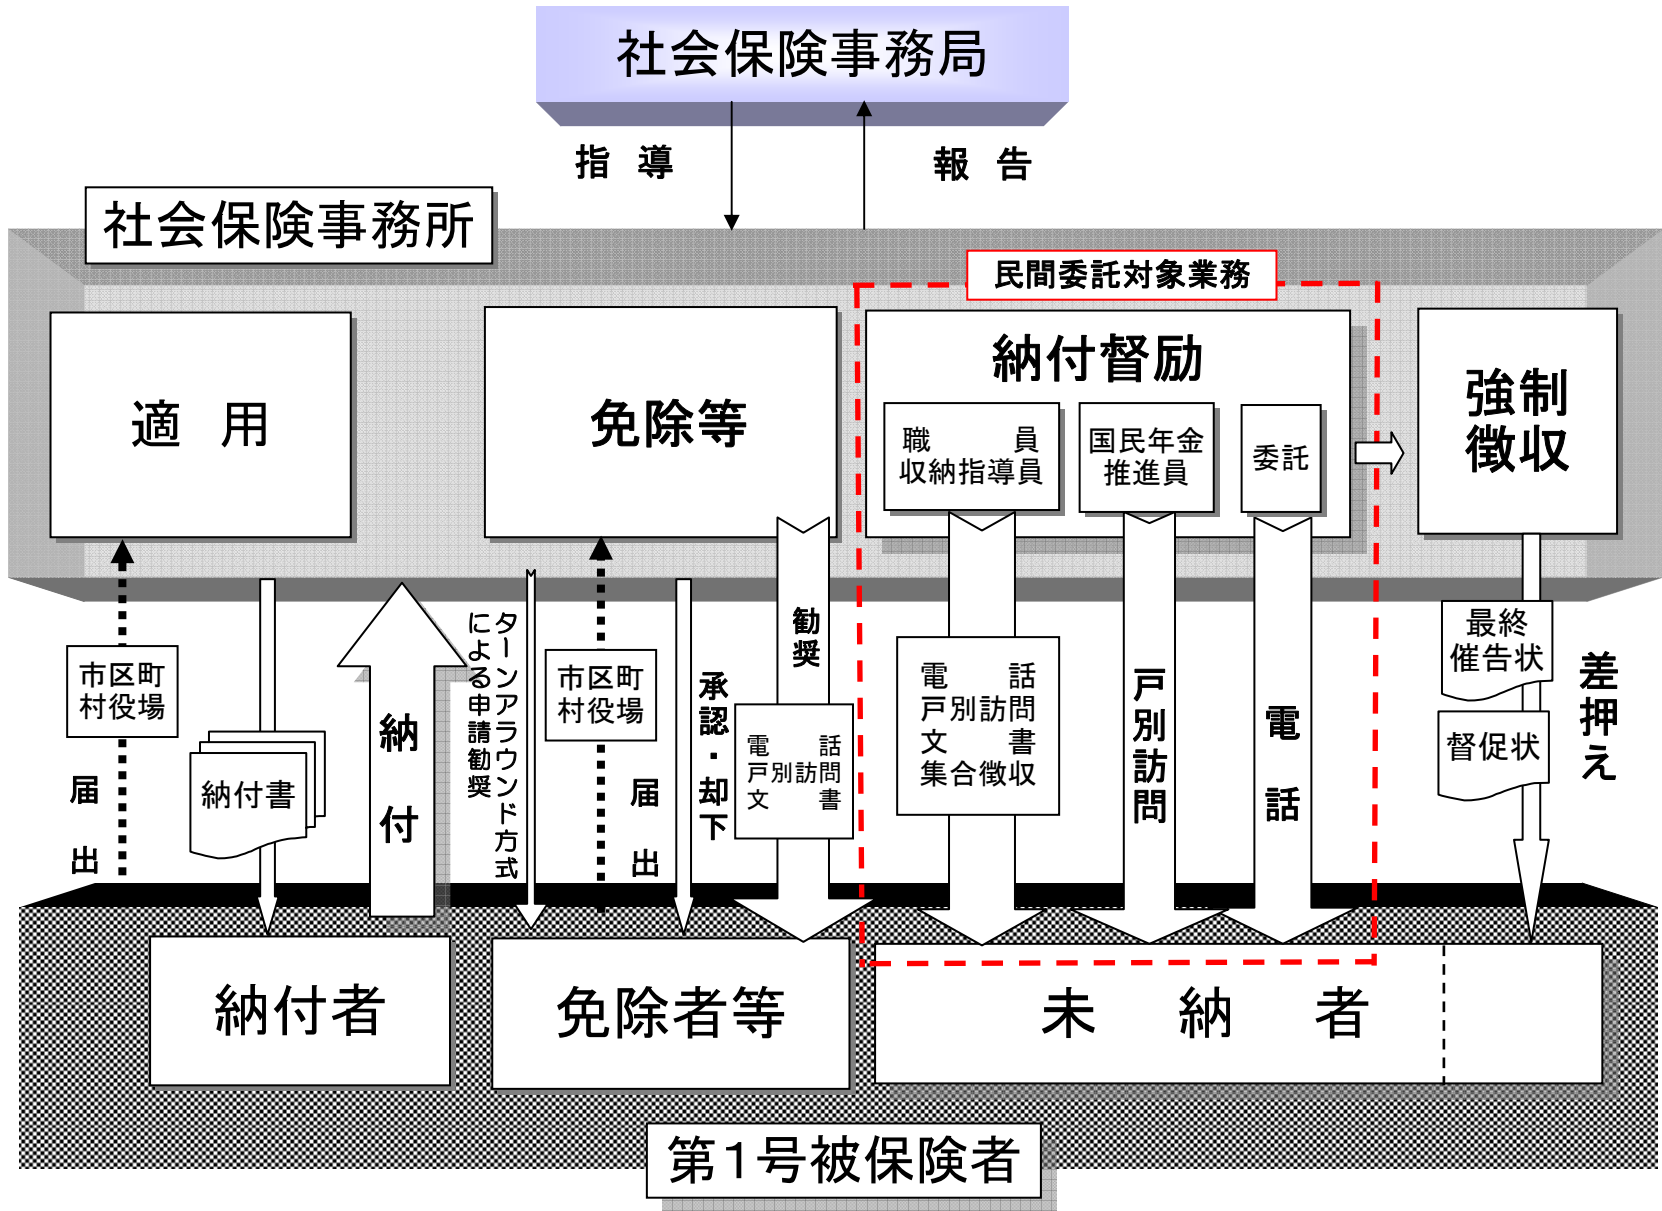 社会保険事務局
指 導
報 告
社会保険事務所
民間委託対象業務
適 用
免除等
納付督励
職 員
収納指導員
国民年金
推進員
委託
強制
徴収
市区町
村役場
届 出
納付書
納 付
ターンアラウンド方式
による申請勧奨
市区町
村役場
届 出
承認・却下
勧奨
電 話
戸別訪問
文 書
電 話
戸別訪問
文 書
集合徴収
戸別訪問
電 話
最終
催告状
督促状
差押え
納付者
免除者等
未 納 者
第1号被保険者